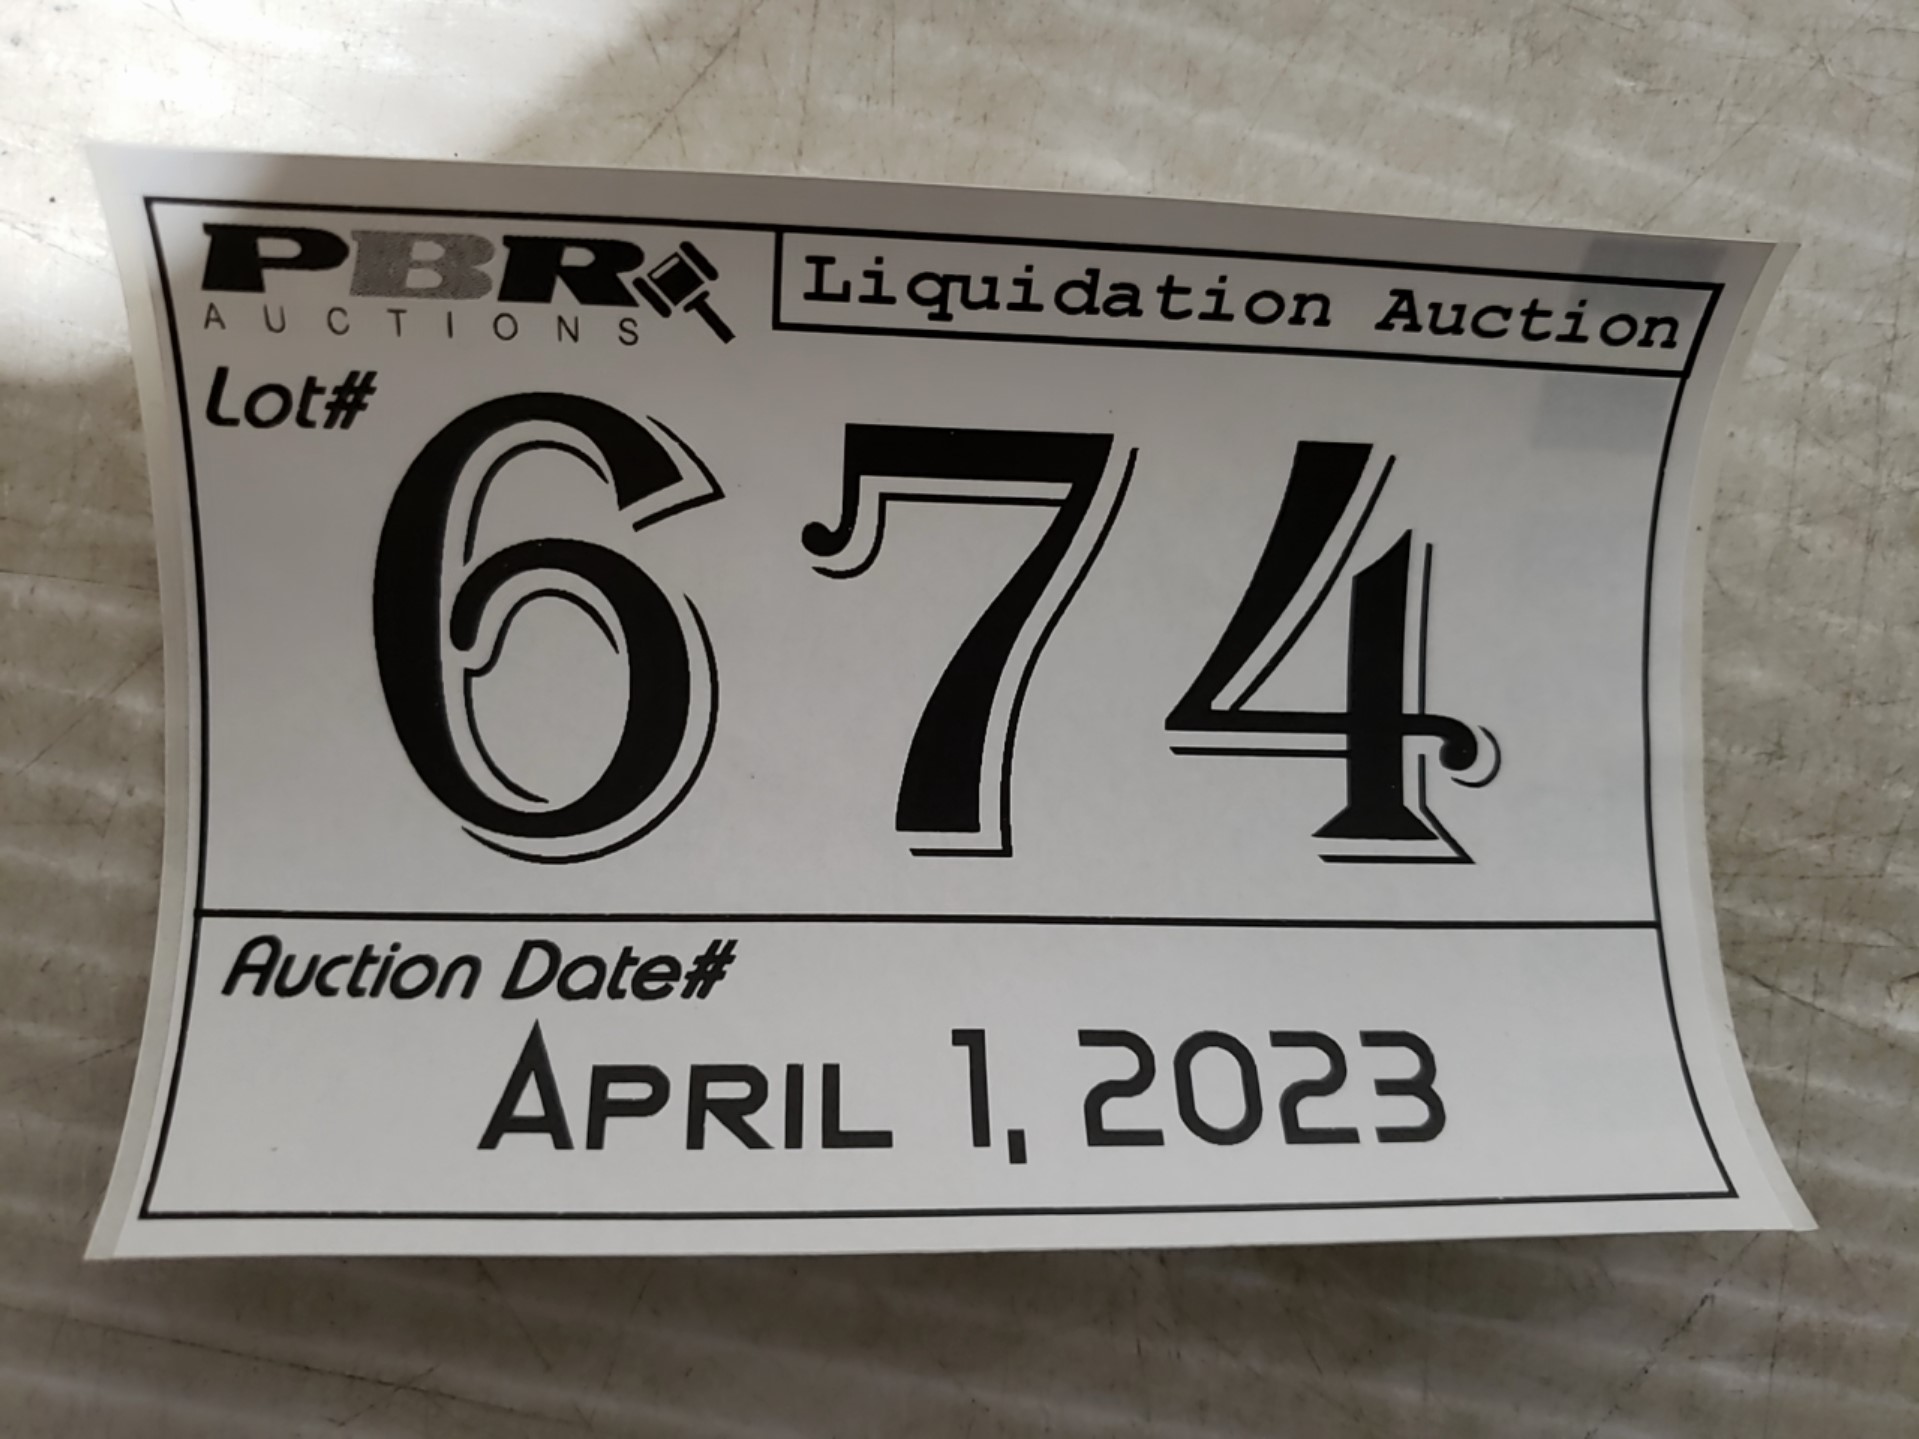 PBR
AUCTIONS
Liquidation Auction
Lot#
674
Auction Date#
APRIL 1, 2023